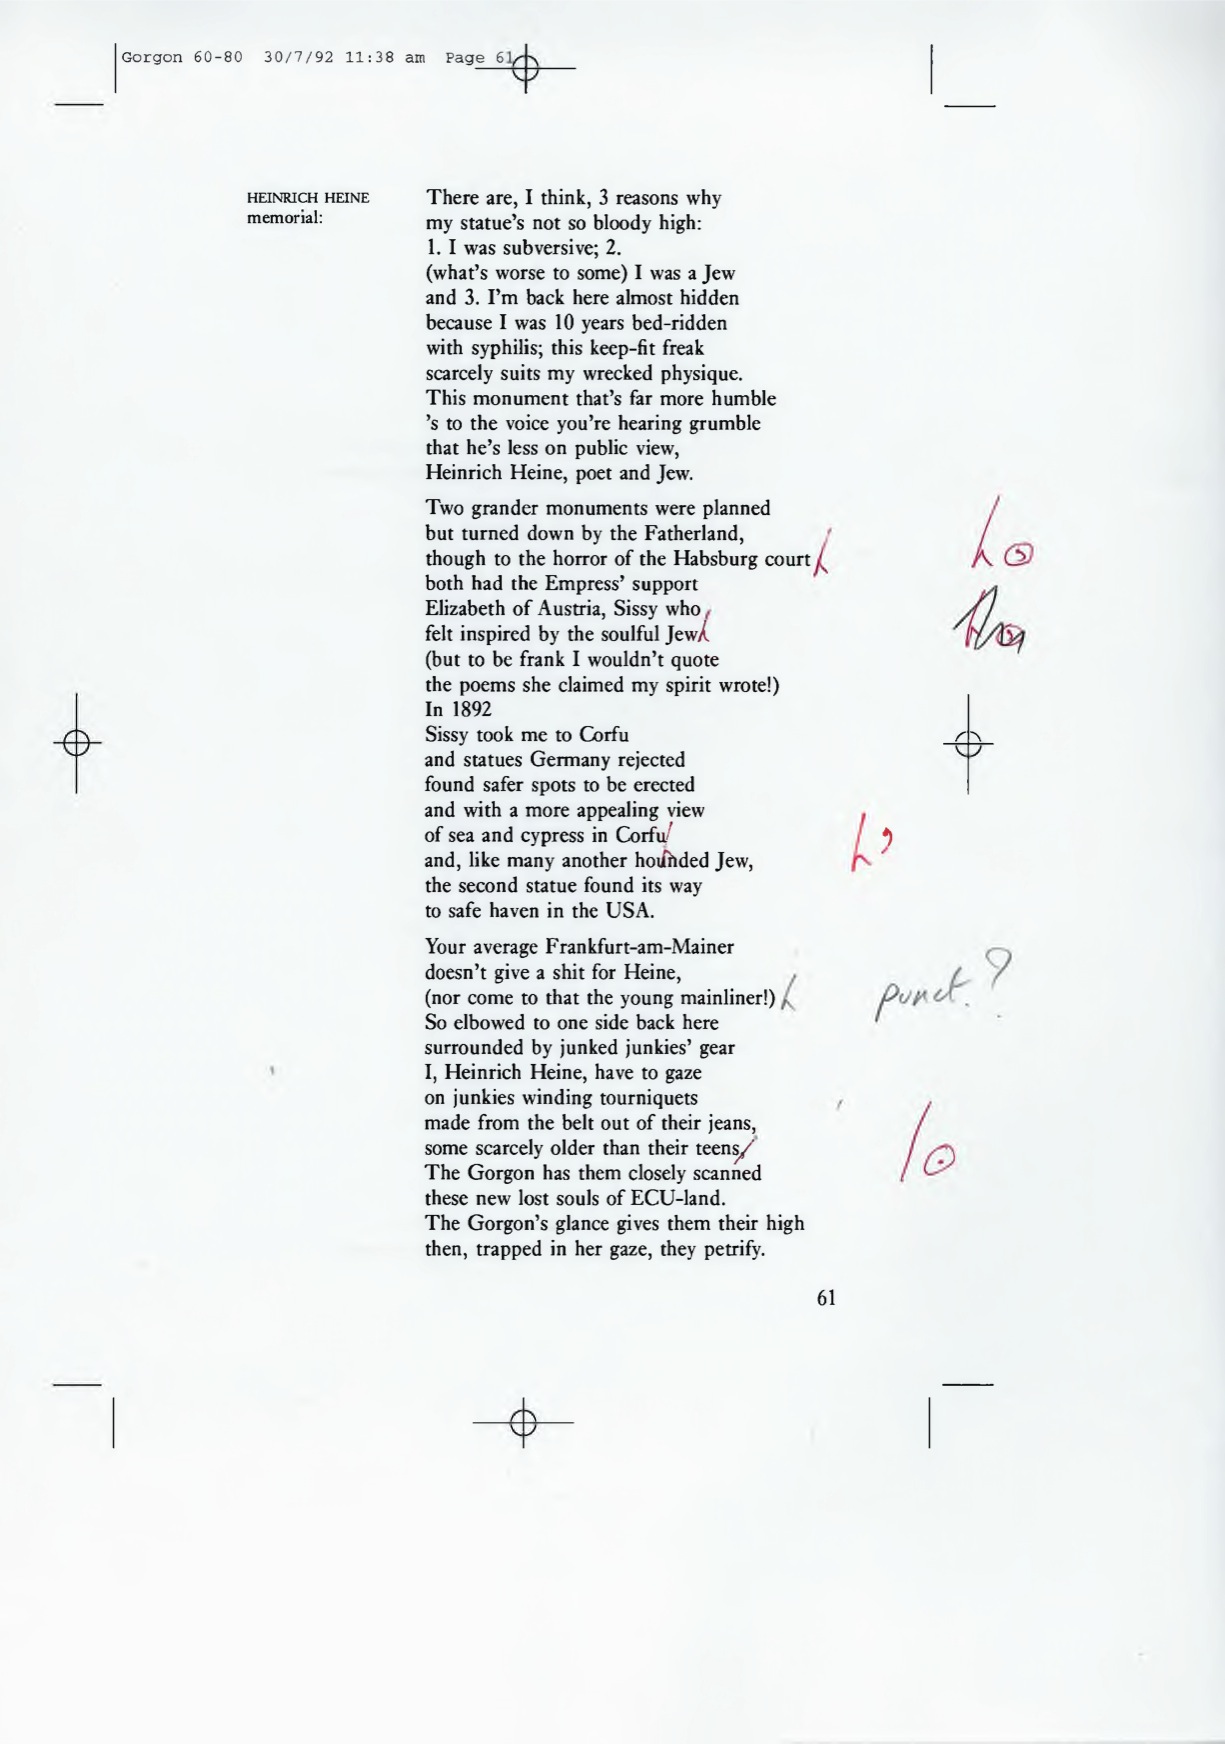 Gorgon 60-80 30/7/92 11:38 am Page 61
HEINRICH HEINE
memorial:
There are, I think, 3 reasons why
my statue's not so bloody high:
1. I was subversive; 2.
(what's worse to some) I was a Jew
and 3. I'm back here almost hidden
because I was 10 years bed-ridden
with syphilis; this keep-fit freak
scarcely suits my wrecked physique.
This monument that's far more humble
's to the voice you're hearing grumble
that he's less on public view,
Heinrich Heine, poet and Jew.
Two grander monuments were planned
but turned down by the Fatherland,
though to the horror of the Habsburg court
both had the Empress' support
Elizabeth of Austria, Sissy who
felt inspired by the soulful Jew
(but to be frank I wouldn't quote
the poems she claimed my spirit wrote!)
In 1892
Sissy took me to Corfu
and statues Germany rejected
found safer spots to be erected
and with a more appealing view
of sea and cypress in Corfu
and, like many another hounded Jew,
the second statue found its way
to safe haven in the USA.
Your average Frankfurt-am-Mainer
doesn't give a shit for Heine,
(nor come to that the young mainliner!)
punct.?
So elbowed to one side back here
surrounded by junked junkies' gear
I, Heinrich Heine, have to gaze
on junkies winding tourniquets
made from the belt out of their jeans,
some scarcely older than their teens,
The Gorgon has them closely scanned
these new lost souls of ECU-land.
The Gorgon's glance gives them their high
then, trapped in her gaze, they petrify.
61